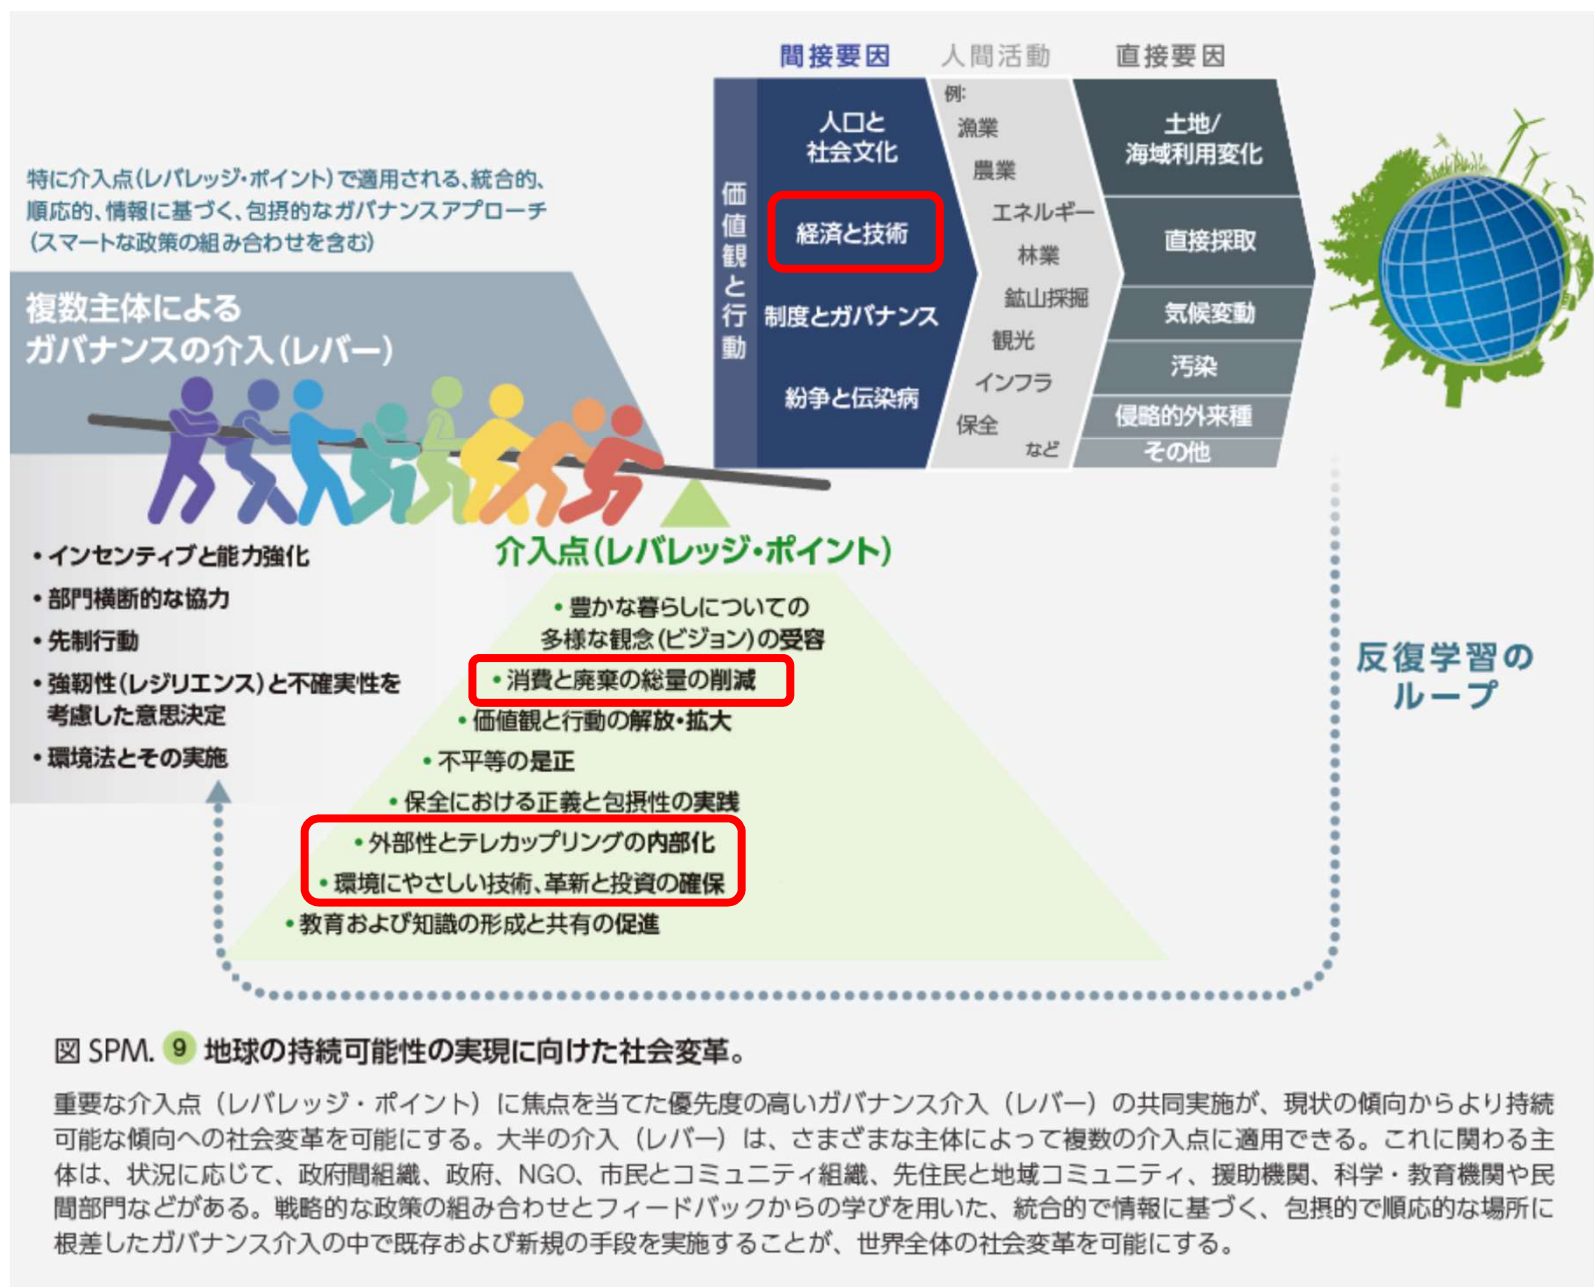 間接要因
人間活動
直接要因
価値観と行動
人口と
社会文化
経済と技術
制度とガバナンス
紛争と伝染病
例:
漁業
農業
エネルギー
林業
鉱山採掘
観光
インフラ
保全
など
土地/
海域利用変化
直接採取
気候変動
汚染
侵略的外来種
その他
特に介入点(レバレッジ・ポイント)で適用される、統合的、
順応的、情報に基づく、包摂的なガバナンスアプローチ
(スマートな政策の組み合わせを含む)
複数主体による
ガバナンスの介入(レバー)
・インセンティブと能力強化
・部門横断的な協力
・先制行動
・強靭性(レジリエンス)と不確実性を
考慮した意思決定
・環境法とその実施
介入点(レバレッジ・ポイント)
・豊かな暮らしについての
多様な観念(ビジョン)の受容
・消費と廃棄の総量の削減
・価値観と行動の解放・拡大
・不平等の是正
・保全における正義と包摂性の実践
・外部性とテレカップリングの内部化
・環境にやさしい技術、革新と投資の確保
・教育および知識の形成と共有の促進
反復学習の
ループ
図 SPM. 9 地球の持続可能性の実現に向けた社会変革。
重要な介入点（レバレッジ・ポイント）に焦点を当てた優先度の高いガバナンス介入（レバー）の共同実施が、現状の傾向からより持続
可能な傾向への社会変革を可能にする。大半の介入（レバー）は、さまざまな主体によって複数の介入点に適用できる。これに関わる主
体は、状況に応じて、政府間組織、政府、NGO、市民とコミュニティ組織、先住民と地域コミュニティ、援助機関、科学・教育機関や民
間部門などがある。戦略的な政策の組み合わせとフィードバックからの学びを用いた、統合的で情報に基づく、包摂的で順応的な場所に
根差したガバナンス介入の中で既存および新規の手段を実施することが、世界全体の社会変革を可能にする。